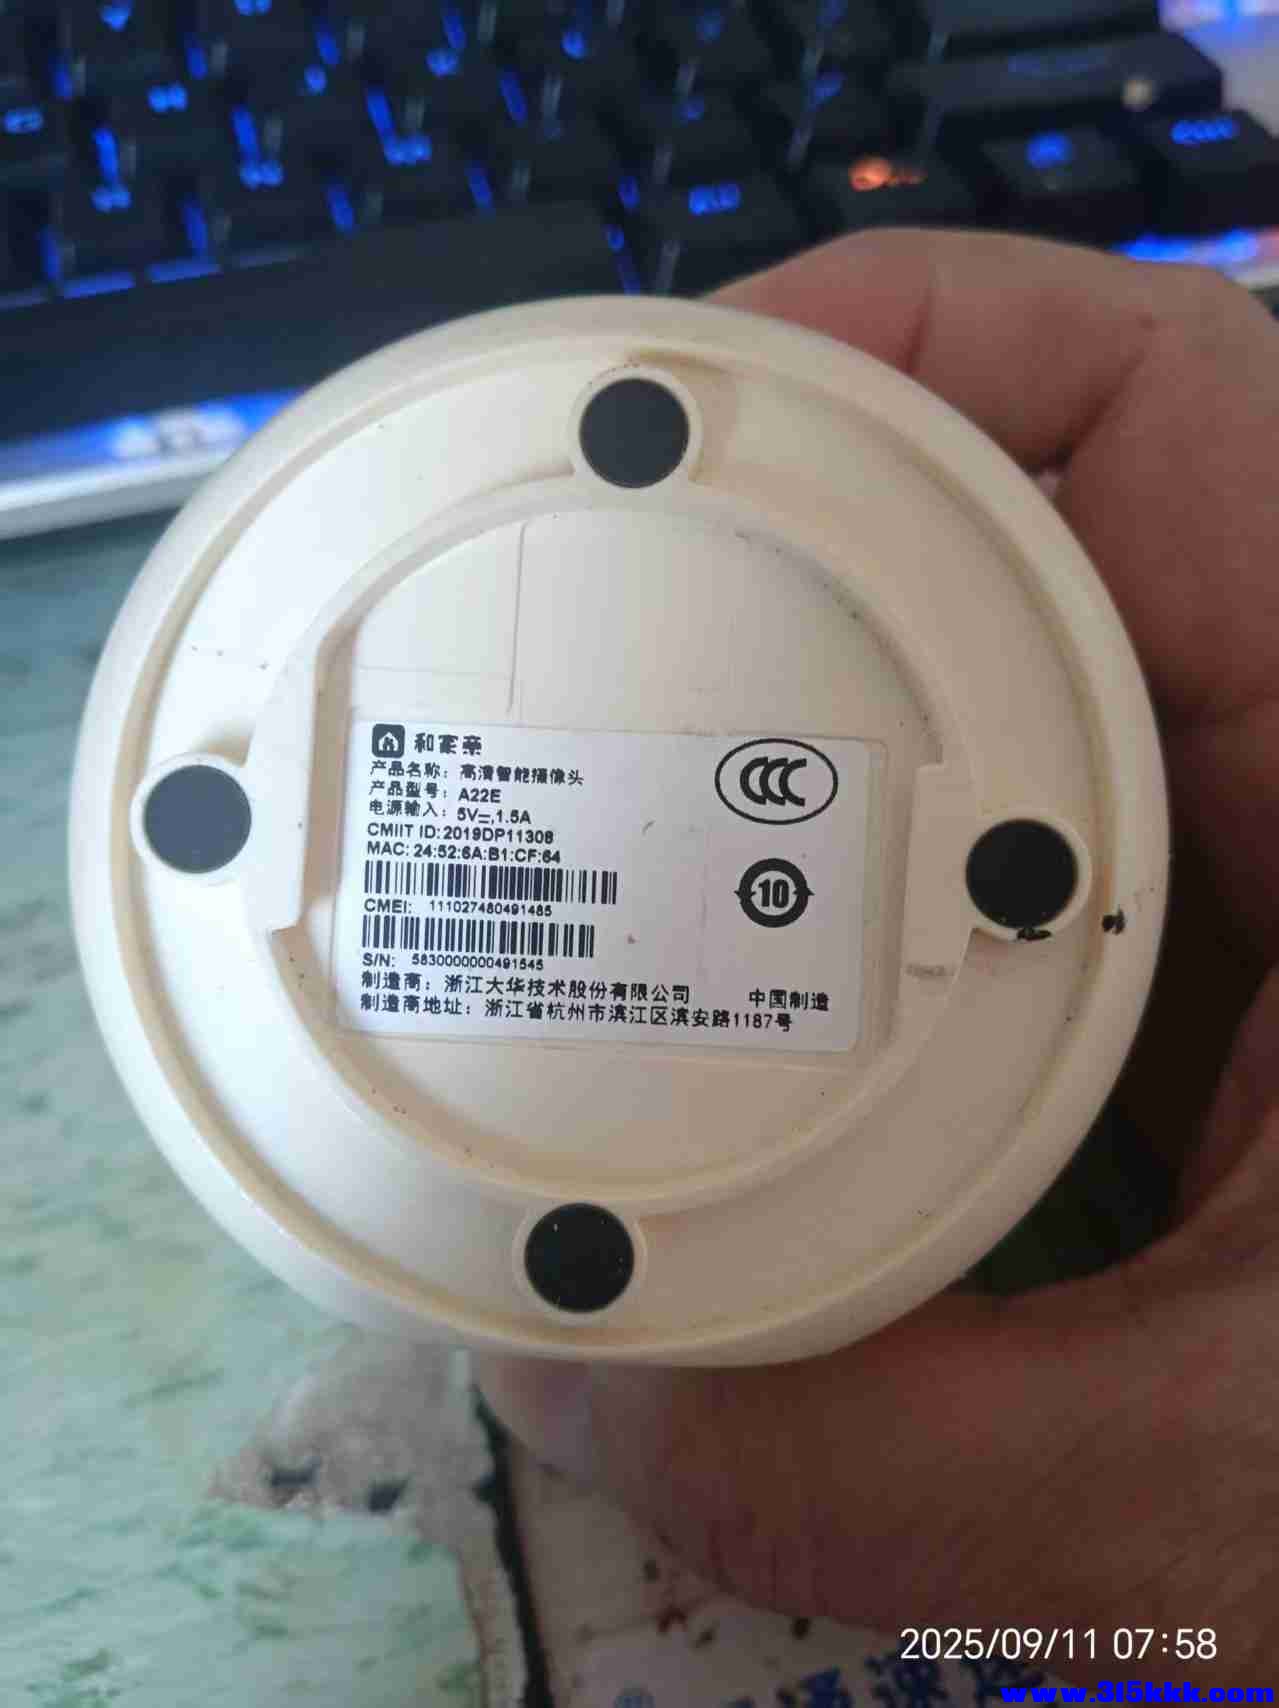 和家亲
产品名称：高清智能摄像头
产品型号：A22E
电源输入：5V⎓,1.5A
CMIIT ID:2019DP11308
MAC: 24:52:6A:B1:CF:64
CMEI: 111027480491485
S/N: 5830000000491545
制造商：浙江大华技术股份有限公司 中国制造
制造商地址：浙江省杭州市滨江区滨安路1187号
CCC
10
2025/09/11 07:58
www.315kkk.com